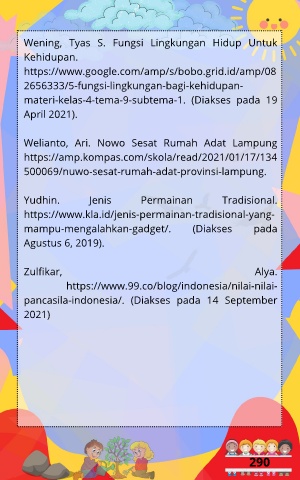 Wening, Tyas S. Fungsi Lingkungan Hidup Untuk
Kehidupan.
https://www.google.com/amp/s/bobo.grid.id/amp/08
2656333/5-fungsi-lingkungan-bagi-kehidupan-
materi-kelas-4-tema-9-subtema-1. (Diakses pada 19
April 2021).
Welianto, Ari. Nowo Sesat Rumah Adat Lampung
https://amp.kompas.com/skola/read/2021/01/17/134
500069/nuwo-sesat-rumah-adat-provinsi-lampung.
Yudhin. Jenis Permainan Tradisional.
https://www.kla.id/jenis-permainan-tradisional-yang-
mampu-mengalahkan-gadget/. (Diakses pada
Agustus 6, 2019).
Zulfikar, Alya.
https://www.99.co/blog/indonesia/nilai-nilai-
pancasila-indonesia/. (Diakses pada 14 September
2021)
290